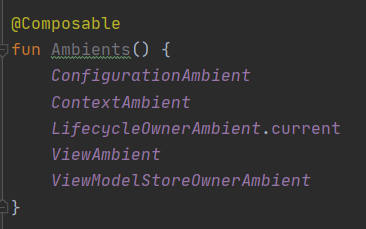 @Composable
fun Ambients() {
ConfigurationAmbient
ContextAmbient
LifecycleOwnerAmbient.current
ViewAmbient
ViewModelStoreOwnerAmbient
}